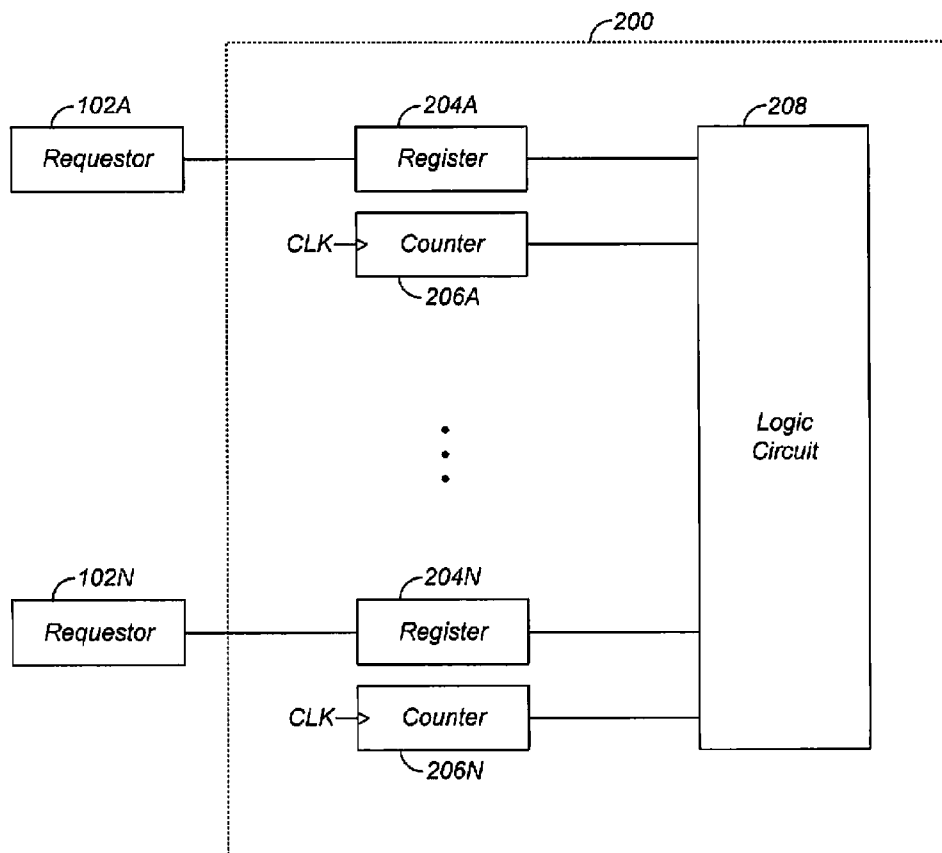 200
102A
204A
208
Requestor
Register
CLK
Counter
206A
Logic
Circuit
102N
204N
Requestor
Register
CLK
Counter
206N